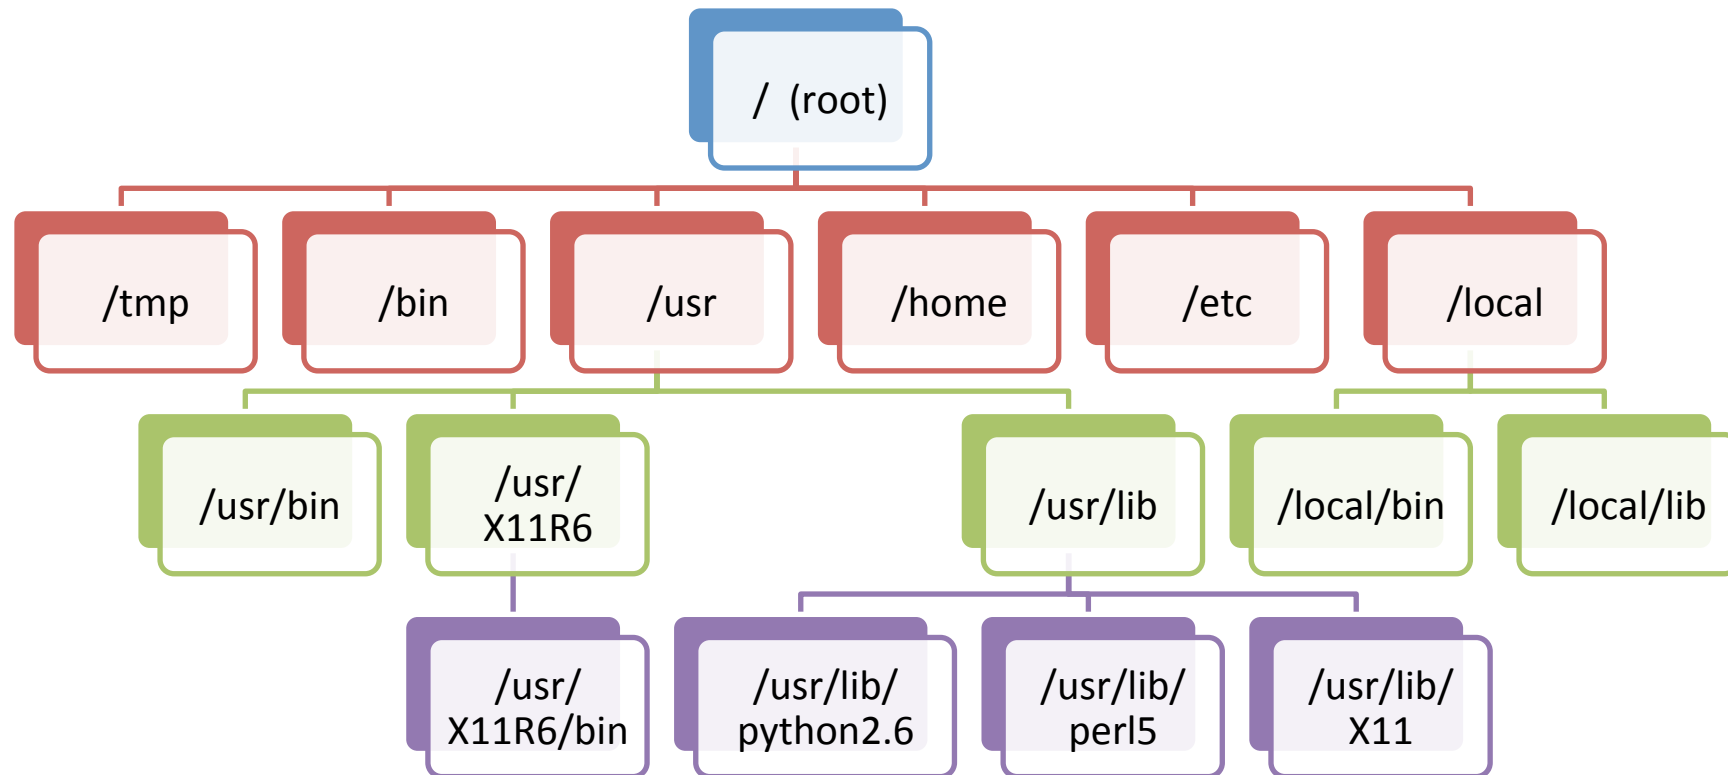 / (root)
/tmp
/bin
/usr
/home
/etc
/local
/usr/bin
/usr/
X11R6
/usr/lib
/local/bin
/local/lib
/usr/
X11R6/bin
/usr/lib/
python2.6
/usr/lib/
perl5
/usr/lib/
X11